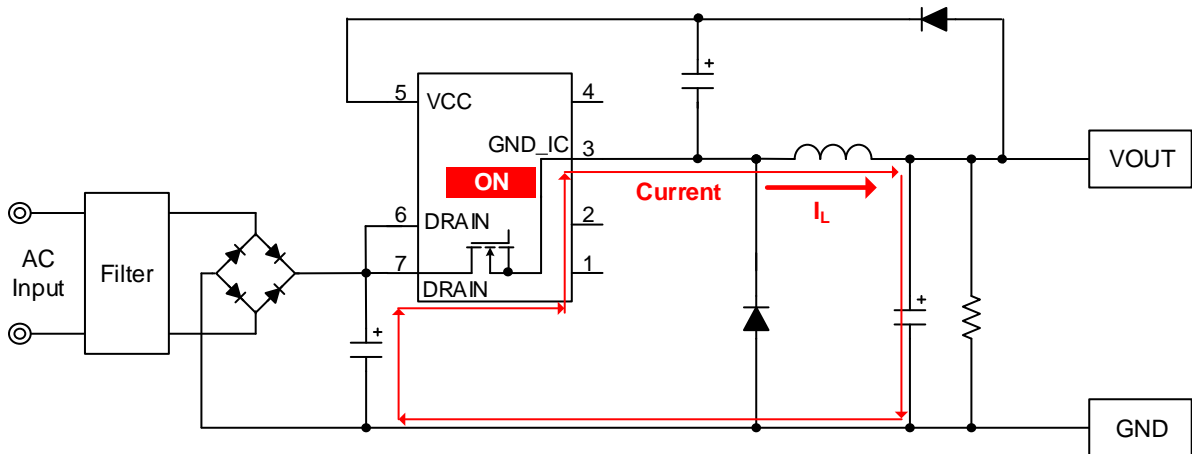 +
5
VCC
4
GND_IC
3
VOUT
ON
Current
IL
6
DRAIN
2
AC
Input
Filter
7
DRAIN
1
+
+
GND